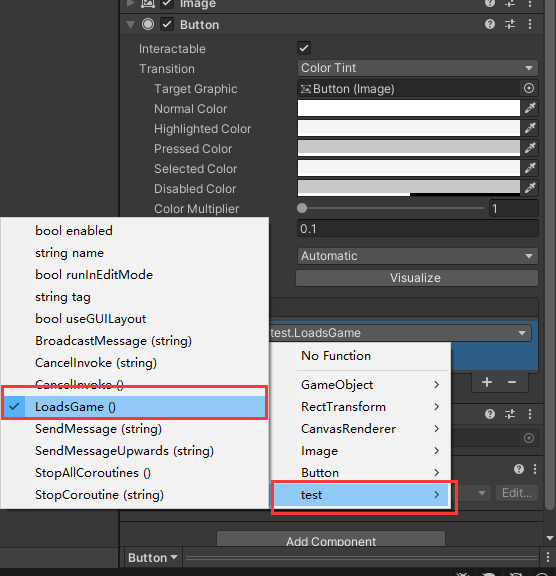 Image
Button
Interactable
Transition
Color Tint
Target Graphic
Button (Image)
Normal Color
Highlighted Color
Pressed Color
Selected Color
Disabled Color
Color Multiplier
1
0.1
Automatic
Visualize
test.LoadsGame
bool enabled
string name
bool runInEditMode
string tag
bool useGUILayout
BroadcastMessage (string)
CancelInvoke (string)
CancelInvoke ()
LoadsGame ()
SendMessage (string)
SendMessageUpwards (string)
StopAllCoroutines ()
StopCoroutine (string)
No Function
GameObject
RectTransform
CanvasRenderer
Image
Button
test
Edit...
Add Component
Button